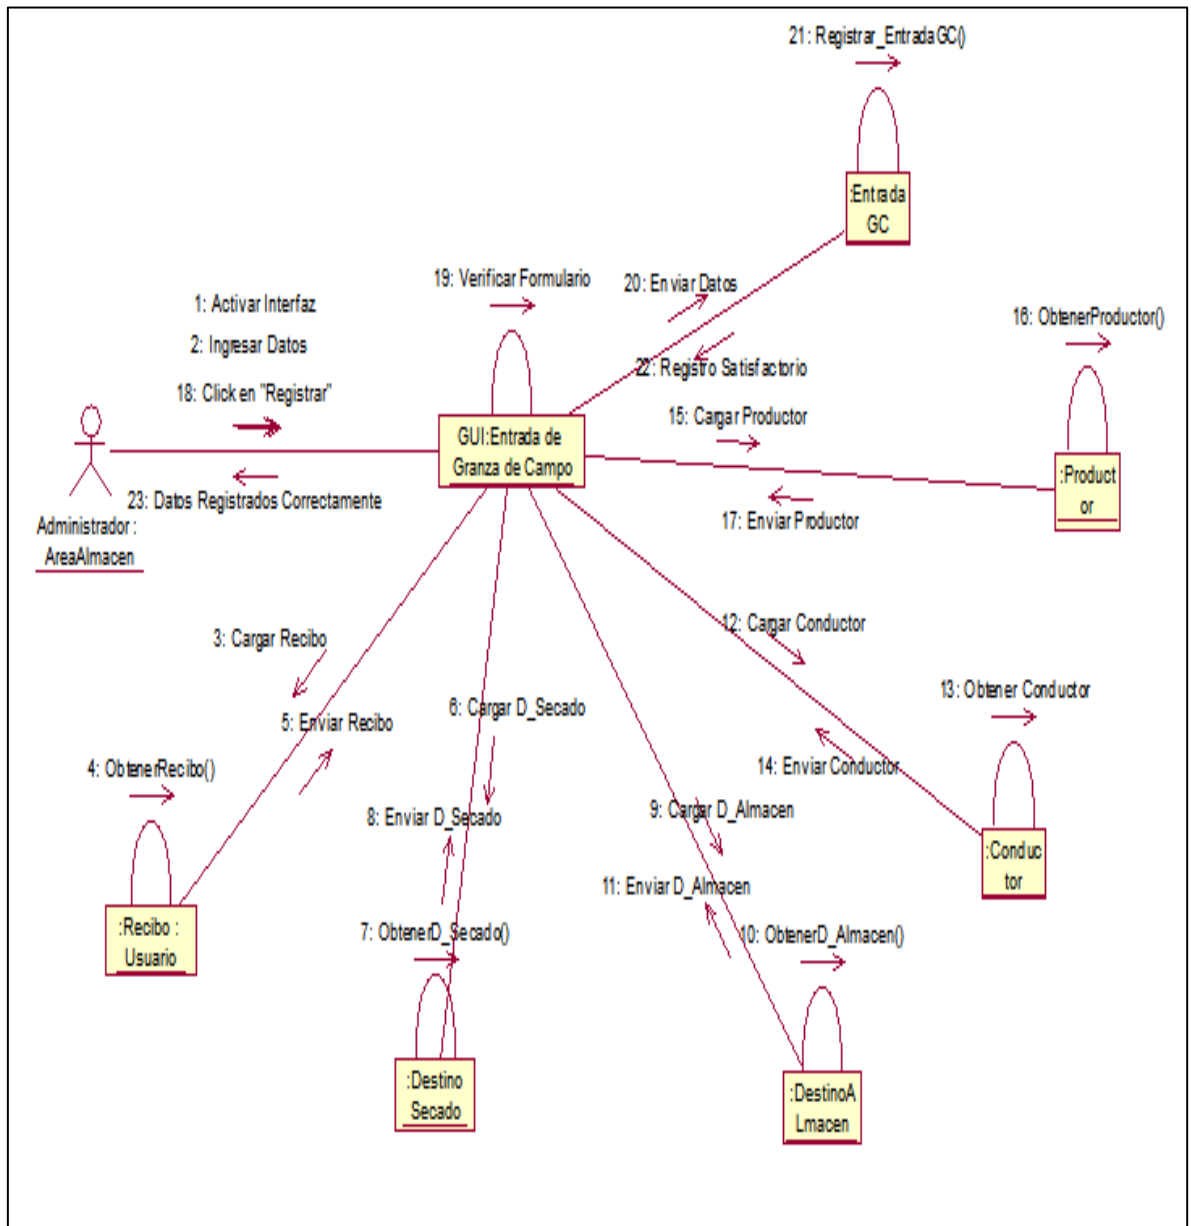 21: Registrar_EntradaGC()
:Entrada
GC
19: Verificar Formulario
20: Enviar Datos
1: Activar Interfaz
2: Ingresar Datos
18: Click en "Registrar"
22: Registro Satisfactorio
16: ObtenerProductor()
15: Cargar Productor
GUI:Entrada de
Granza de Campo
:Product
or
17: Enviar Productor
23: Datos Registrados Correctamente
Administrador :
AreaAlmacen
3: Cargar Recibo
12: Cargar Conductor
5: Enviar Recibo
6: Cargar D_Secado
13: Obtener Conductor
4: ObtenerRecibo()
14: Enviar Conductor
8: Enviar D_Secado
9: Cargar D_Almacen
:Conduc
tor
11: Enviar D_Almacen
:Recibo :
Usuario
7: ObtenerD_Secado()
10: ObtenerD_Almacen()
:Destino
Secado
:DestinoA
Lmacen